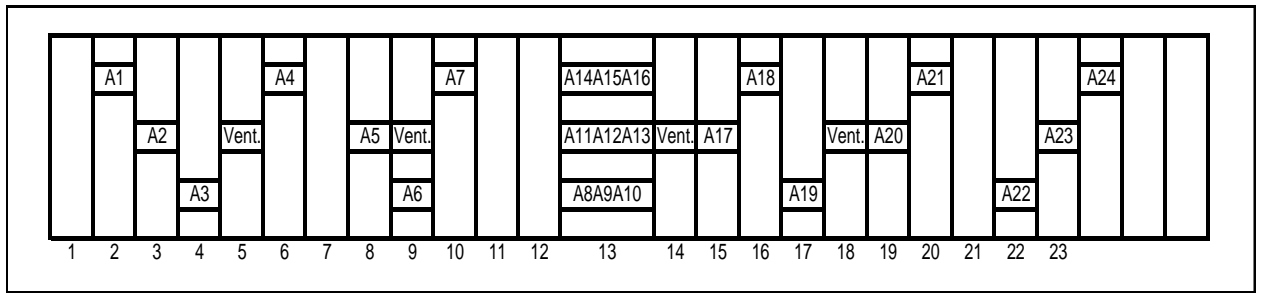 A1 A4 A7 A14A15A16 A18 A21 A24
A2 Vent. A5 Vent. A11A12A13 Vent. A17 Vent. A20 A23
A3 A6 A8A9A10 A19 A22
1 2 3 4 5 6 7 8 9 10 11 12 13 14 15 16 17 18 19 20 21 22 23